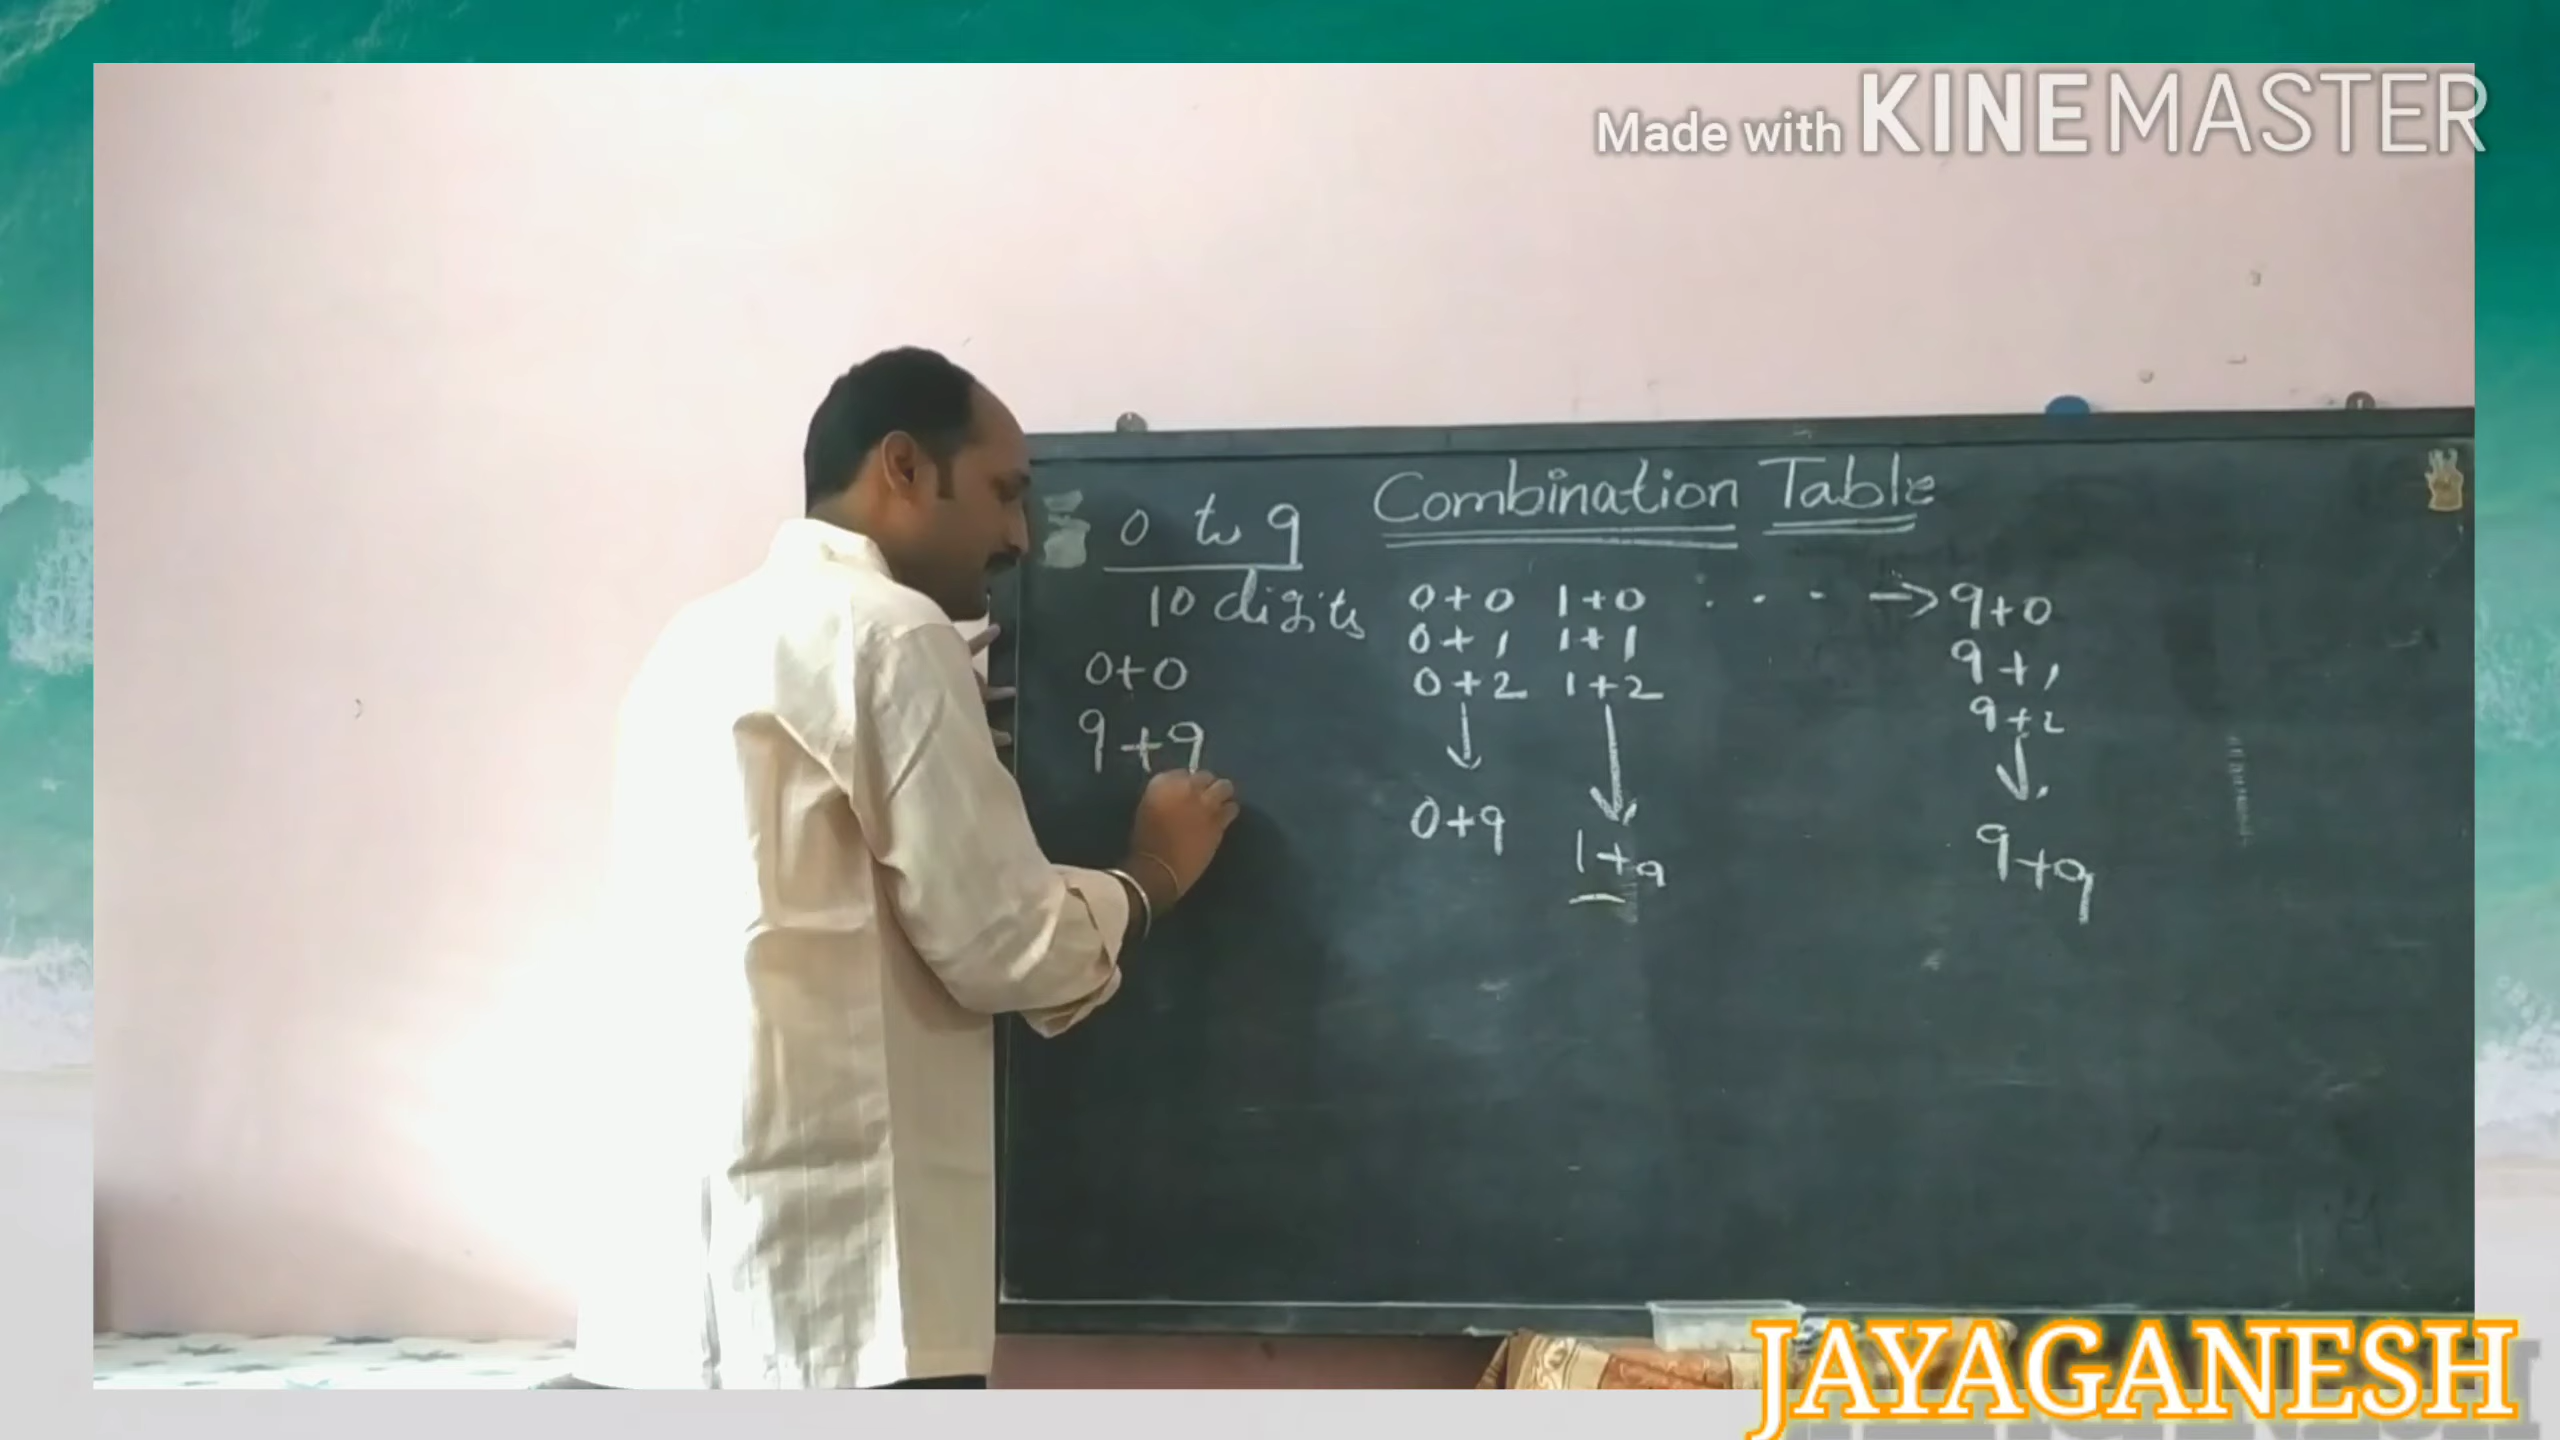 Made with KINEMASTER
Combination Table
0 to 9
10 digits
0+0
9+9
0+0 1+0 . . . → 9+0
0+1 1+1 9+1
0+2 1+2 9+2
↓ ↓ ↓
0+9 1+9 9+9
JAYAGANESH